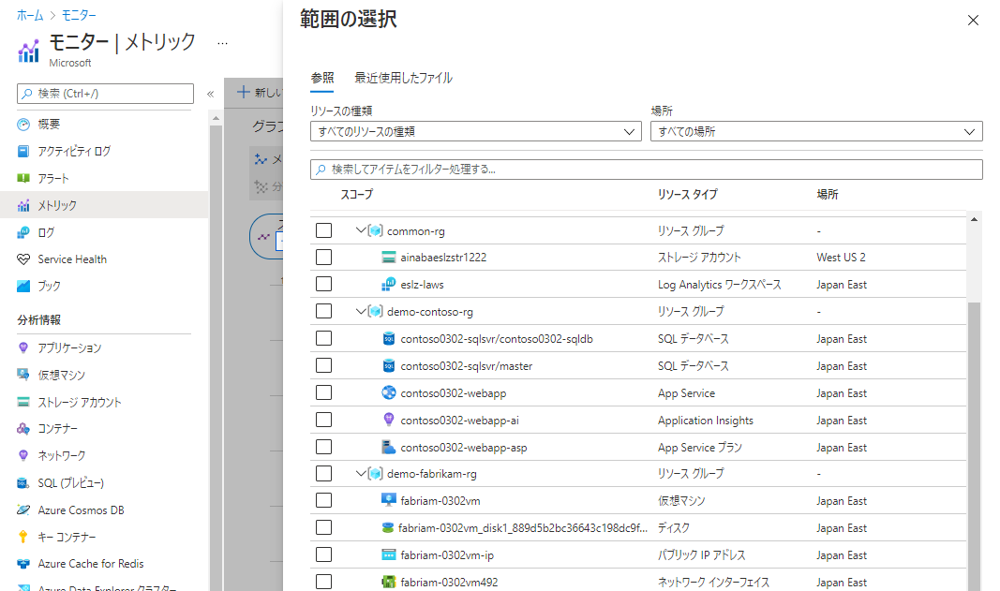 ホーム > モニター
モニター | メトリック ...
Microsoft
検索 (Ctrl+/)
«
概要
アクティビティ ログ
アラート
メトリック
ログ
Service Health
ブック
分析情報
アプリケーション
仮想マシン
ストレージ アカウント
コンテナー
ネットワーク
SQL (プレビュー)
Azure Cosmos DB
キー コンテナー
Azure Cache for Redis
Azure Data Explorer クラスター
新しい
グラフ
範囲の選択
参照 最近使用したファイル
リソースの種類 場所
すべてのリソースの種類 すべての場所
検索してアイテムをフィルター処理する...
スコープ リソース タイプ 場所
common-rg リソース グループ -
ainabaeslzstr1222 ストレージ アカウント West US 2
eslz-laws Log Analytics ワークスペース Japan East
demo-contoso-rg リソース グループ -
contoso0302-sqlsvr/contoso0302-sqldb SQL データベース Japan East
contoso0302-sqlsvr/master SQL データベース Japan East
contoso0302-webapp App Service Japan East
contoso0302-webapp-ai Application Insights Japan East
contoso0302-webapp-asp App Service プラン Japan East
demo-fabrikam-rg リソース グループ -
fabriam-0302vm 仮想マシン Japan East
fabriam-0302vm_disk1_889d5b2bc36643c198dc9f... ディスク Japan East
fabriam-0302vm-ip パブリック IP アドレス Japan East
fabriam-0302vm492 ネットワーク インターフェイス Japan East